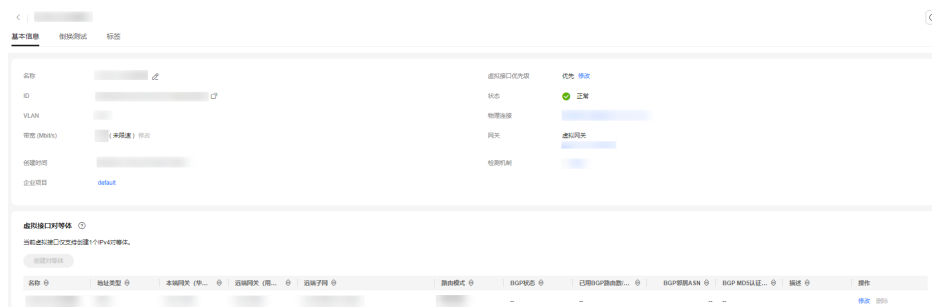 基本信息 倒换测试 标签
名称 虚拟接口优先级 优先 修改
ID 状态 正常
VLAN 物理连接
带宽 (Mbit/s) (未限速) 修改 网关 虚拟网关
创建时间 检测机制
企业项目 default
虚拟接口对等体
当前虚拟接口仅支持创建1个IPv4对等体。
创建对等体
名称 地址类型 本端网关 (华... 远端网关 (用... 远端子网 路由模式 BGP状态 已用BGP路由数/... BGP邻居ASN BGP MD5认证... 描述 操作
-- -- -- -- 修改 删除